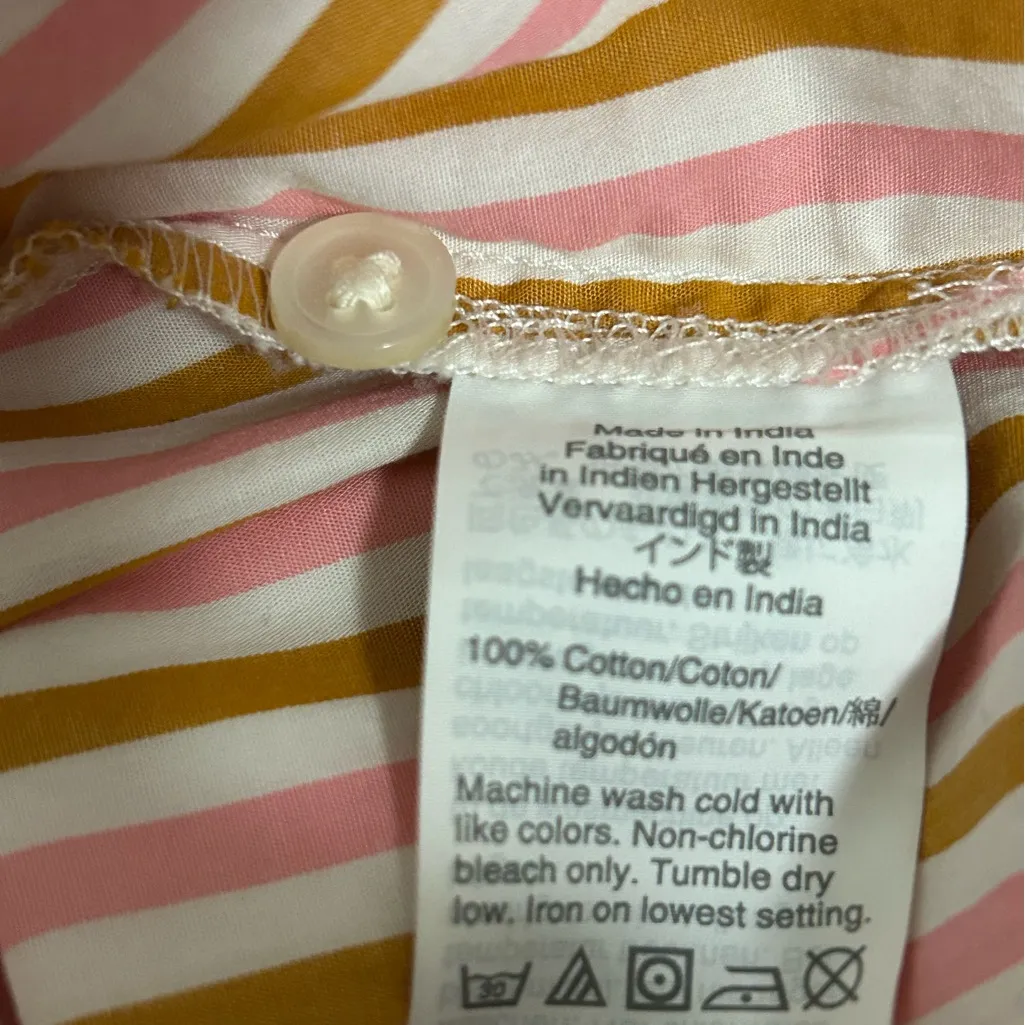 Made in India
Fabriqué en Inde
in Indien Hergestellt
Vervaardigd in India
インド製
Hecho en India
100% Cotton/Coton/
Baumwolle/Katoen/綿/
algodón
Machine wash cold with
like colors. Non-chlorine
bleach only. Tumble dry
low. Iron on lowest setting.
30